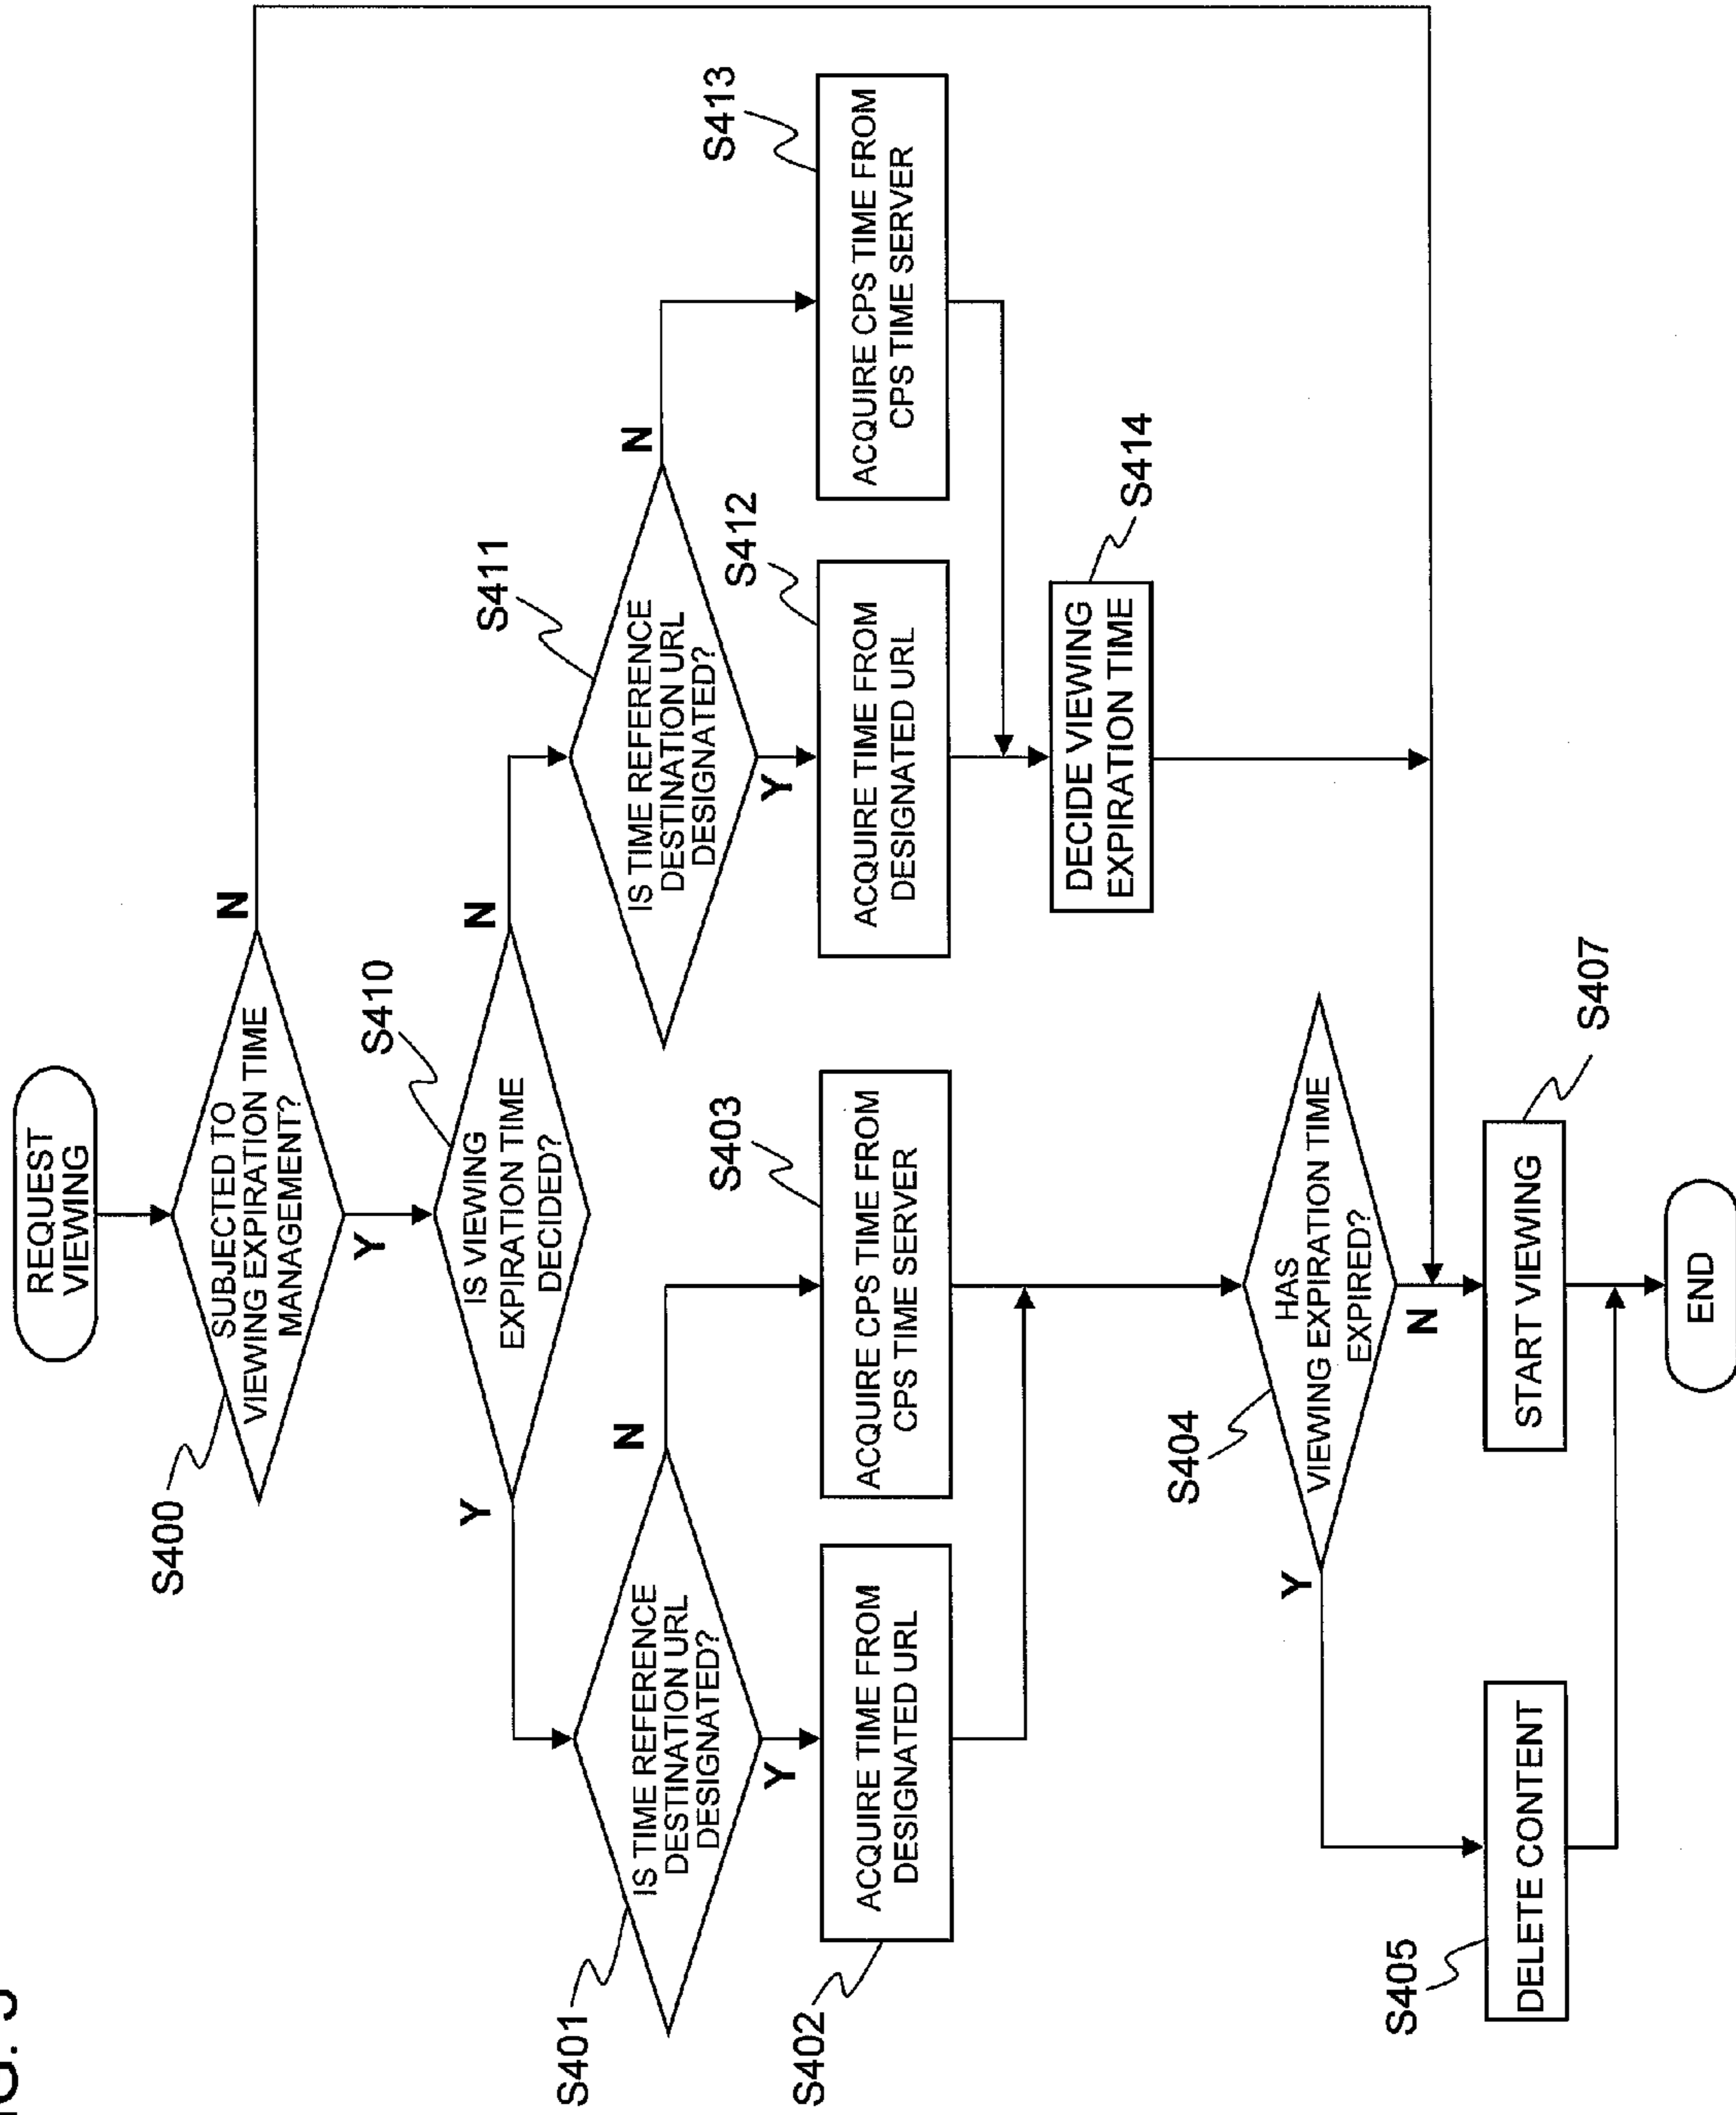 REQUEST
VIEWING
S400
SUBJECTED TO
VIEWING EXPIRATION TIME
MANAGEMENT?
N
Y
S410
IS VIEWING
EXPIRATION TIME
DECIDED?
Y
N
S401
IS TIME REFERENCE
DESTINATION URL
DESIGNATED?
N
Y
S411
IS TIME REFERENCE
DESTINATION URL
DESIGNATED?
N
Y
S402
ACQUIRE TIME FROM
DESIGNATED URL
S403
ACQUIRE CPS TIME FROM
CPS TIME SERVER
S412
ACQUIRE TIME FROM
DESIGNATED URL
S413
ACQUIRE CPS TIME FROM
CPS TIME SERVER
S414
DECIDE VIEWING
EXPIRATION TIME
S404
HAS
VIEWING EXPIRATION TIME
EXPIRED?
Y
N
S405
DELETE CONTENT
S407
START VIEWING
END